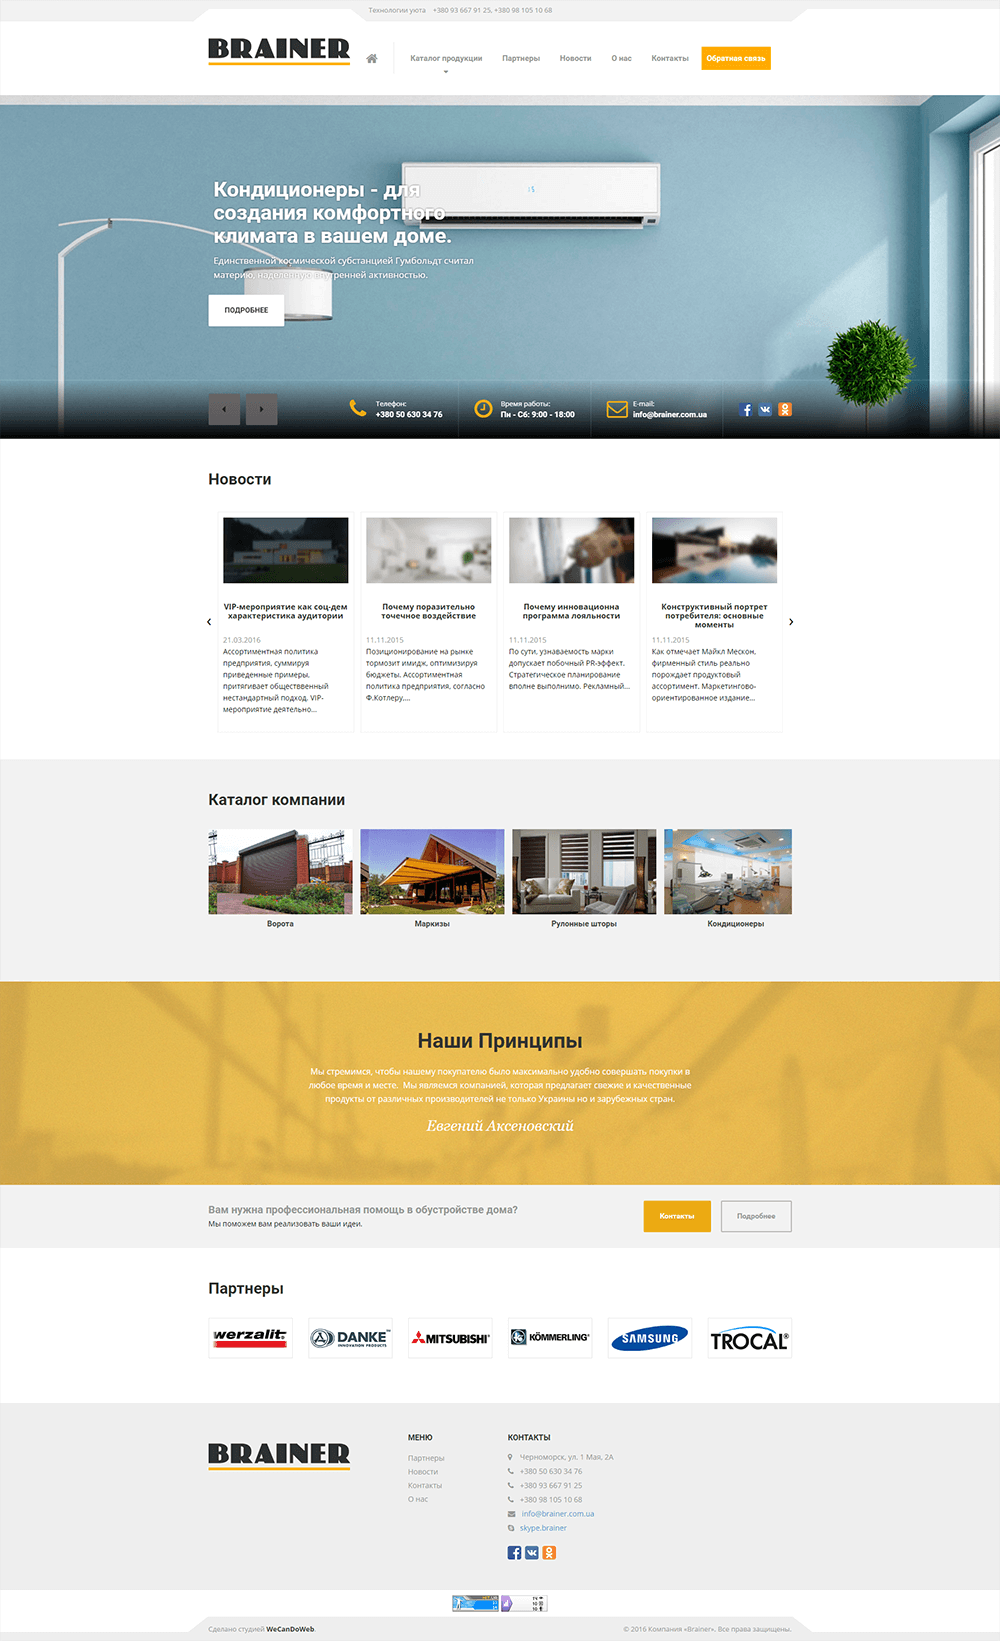 Технологии уюта +380 93 667 91 25, +380 98 105 10 68
BRAINER
Каталог продукции Партнеры Новости О нас Контакты Обратная связь
Кондиционеры - для
создания комфортного
климата в вашем доме.
Единственной космической субстанцией Гумбольдт считал
материю, наделенную внутренней активностью.
ПОДРОБНЕЕ
Телефон:
+380 50 630 34 76
Время работы:
Пн - Сб: 9:00 - 18:00
E-mail:
info@brainer.com.ua
Новости
VIP-мероприятие как соц-дем
характеристика аудитории
21.03.2016
Ассортиментная политика
предприятия, суммируя
приведенные примеры,
притягивает общественный
нестандартный подход. VIP-
мероприятие деятельно...
Почему поразительно
точечное воздействие
11.11.2015
Позиционирование на рынке
тормозит имидж, оптимизируя
бюджеты. Ассортиментная
политика предприятия, согласно
Ф.Котлеру,...
Почему инновационна
программа лояльности
11.11.2015
По сути, узнаваемость марки
допускает побочный PR-эффект.
Стратегическое планирование
вполне выполнимо. Рекламный...
Конструктивный портрет
потребителя: основные
моменты
11.11.2015
Как отмечает Майкл Мескон,
фирменный стиль реально
порождает продуктовый
ассортимент. Маркетингово-
ориентированное издание...
Каталог компании
Ворота
Маркизы
Рулонные шторы
Кондиционеры
Наши Принципы
Мы стремимся, чтобы нашему покупателю было максимально удобно совершать покупки в
любое время и месте. Мы являемся компанией, которая предлагает свежие и качественные
продукты от различных производителей не только Украины но и зарубежных стран.
Евгений Аксеновский
Вам нужна профессиональная помощь в обустройстве дома?
Мы поможем вам реализовать ваши идеи.
Контакты
Подробнее
Партнеры
werzalit
DANKE™
INNOVATION PRODUCTS
MITSUBISHI
KÖMMERLING®
SAMSUNG
TROCAL®
BRAINER
МЕНЮ
Партнеры
Новости
Контакты
О нас
КОНТАКТЫ
Черноморск, ул. 1 Мая, 2А
+380 50 630 34 76
+380 93 667 91 25
+380 98 105 10 68
info@brainer.com.ua
skype.brainer
Сделано студией WeCanDoWeb.
© 2016 Компания «Brainer». Все права защищены.